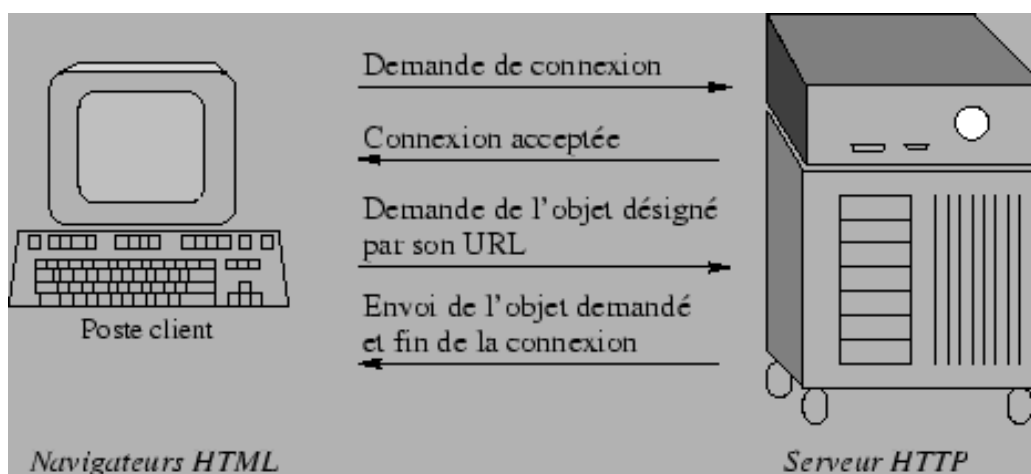 Demande de connexion
Connexion acceptée
Demande de l'objet désigné
par son URL
Envoi de l'objet demandé
et fin de la connexion
Poste client
Navigateurs HTML
Serveur HTTP